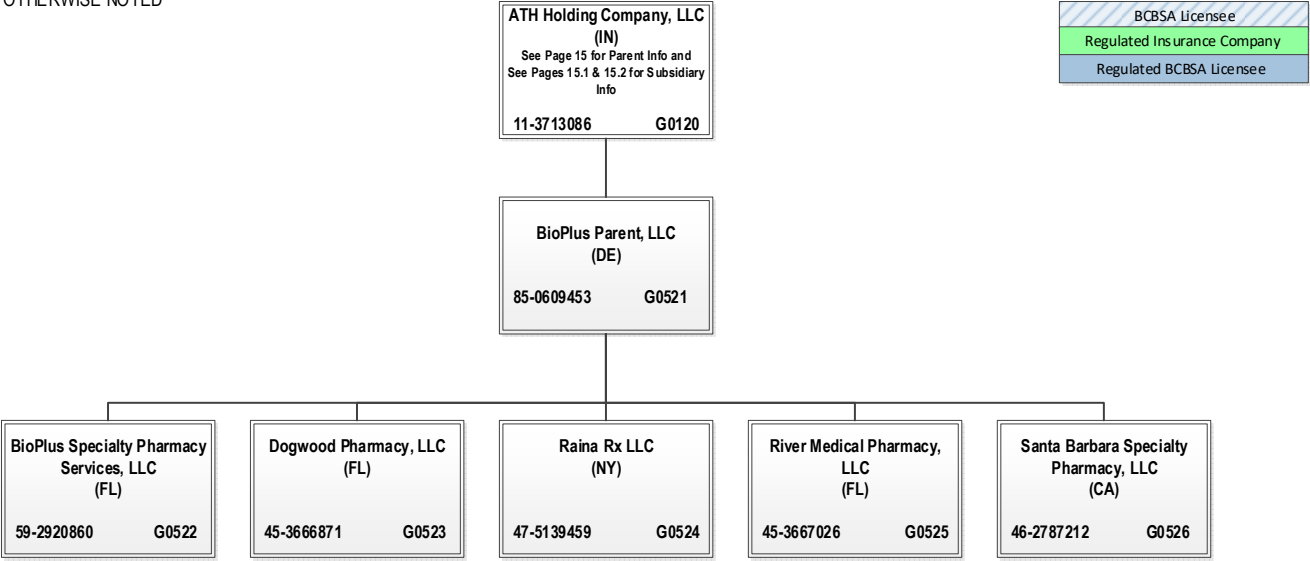 OTHERWISE NOTED
ATH Holding Company, LLC
(IN)
See Page 15 for Parent Info and
See Pages 15.1 & 15.2 for Subsidiary
Info
11-3713086 G0120
BCBSA Licensee
Regulated Insurance Company
Regulated BCBSA Licensee
BioPlus Parent, LLC
(DE)
85-0609453 G0521
BioPlus Specialty Pharmacy
Services, LLC
(FL)
59-2920860 G0522
Dogwood Pharmacy, LLC
(FL)
45-3666871 G0523
Raina Rx LLC
(NY)
47-5139459 G0524
River Medical Pharmacy,
LLC
(FL)
45-3667026 G0525
Santa Barbara Specialty
Pharmacy, LLC
(CA)
46-2787212 G0526